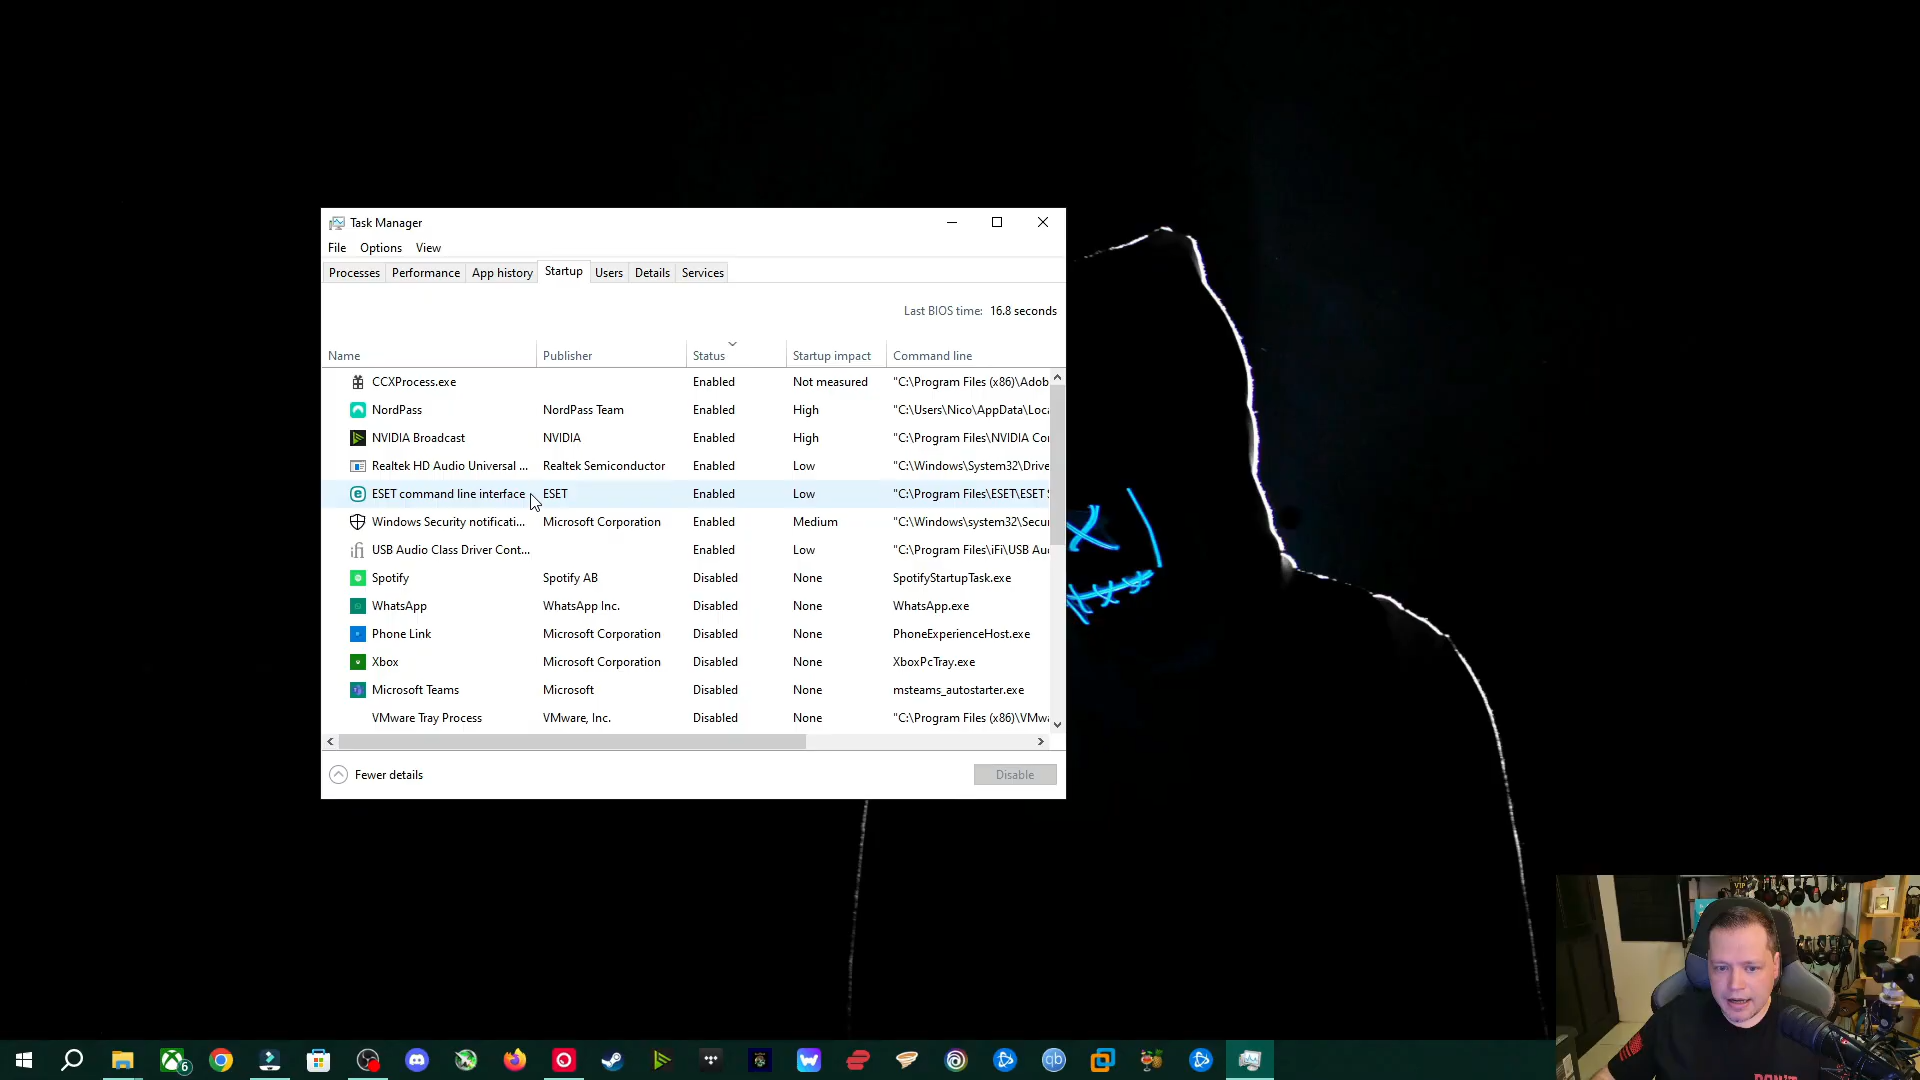 Task Manager
File Options View
Processes Performance App history Startup Users Details Services
Last BIOS time: 16.8 seconds
Name Publisher Status Startup impact Command line
CCXProcess.exe Enabled Not measured "C:\Program Files (x86)\Adob
NordPass NordPass Team Enabled High "C:\Users\Nico\AppData\Loca
NVIDIA Broadcast NVIDIA Enabled High "C:\Program Files\NVIDIA Cor
Realtek HD Audio Universal ... Realtek Semiconductor Enabled Low "C:\Windows\System32\Drive
ESET command line interface ESET Enabled Low "C:\Program Files\ESET\ESET S
Windows Security notificati... Microsoft Corporation Enabled Medium "C:\Windows\system32\Secur
USB Audio Class Driver Cont... Enabled Low "C:\Program Files\iFi\USB Au
Spotify Spotify AB Disabled None SpotifyStartupTask.exe
WhatsApp WhatsApp Inc. Disabled None WhatsApp.exe
Phone Link Microsoft Corporation Disabled None PhoneExperienceHost.exe
Xbox Microsoft Corporation Disabled None XboxPcTray.exe
Microsoft Teams Microsoft Disabled None msteams_autostarter.exe
VMware Tray Process VMware, Inc. Disabled None "C:\Program Files (x86)\VMwa
Fewer details Disable
VIP
6
qb